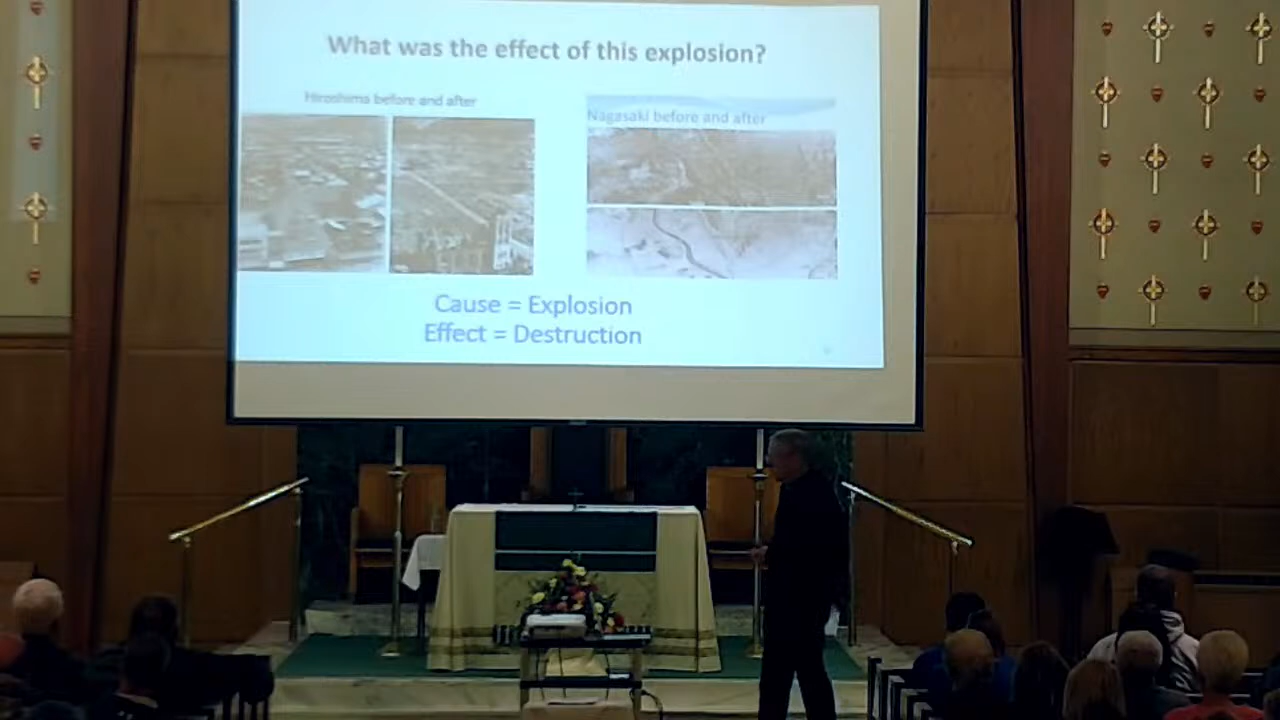 What was the effect of this explosion?
Hiroshima before and after
Nagasaki before and after
Cause = Explosion
Effect = Destruction